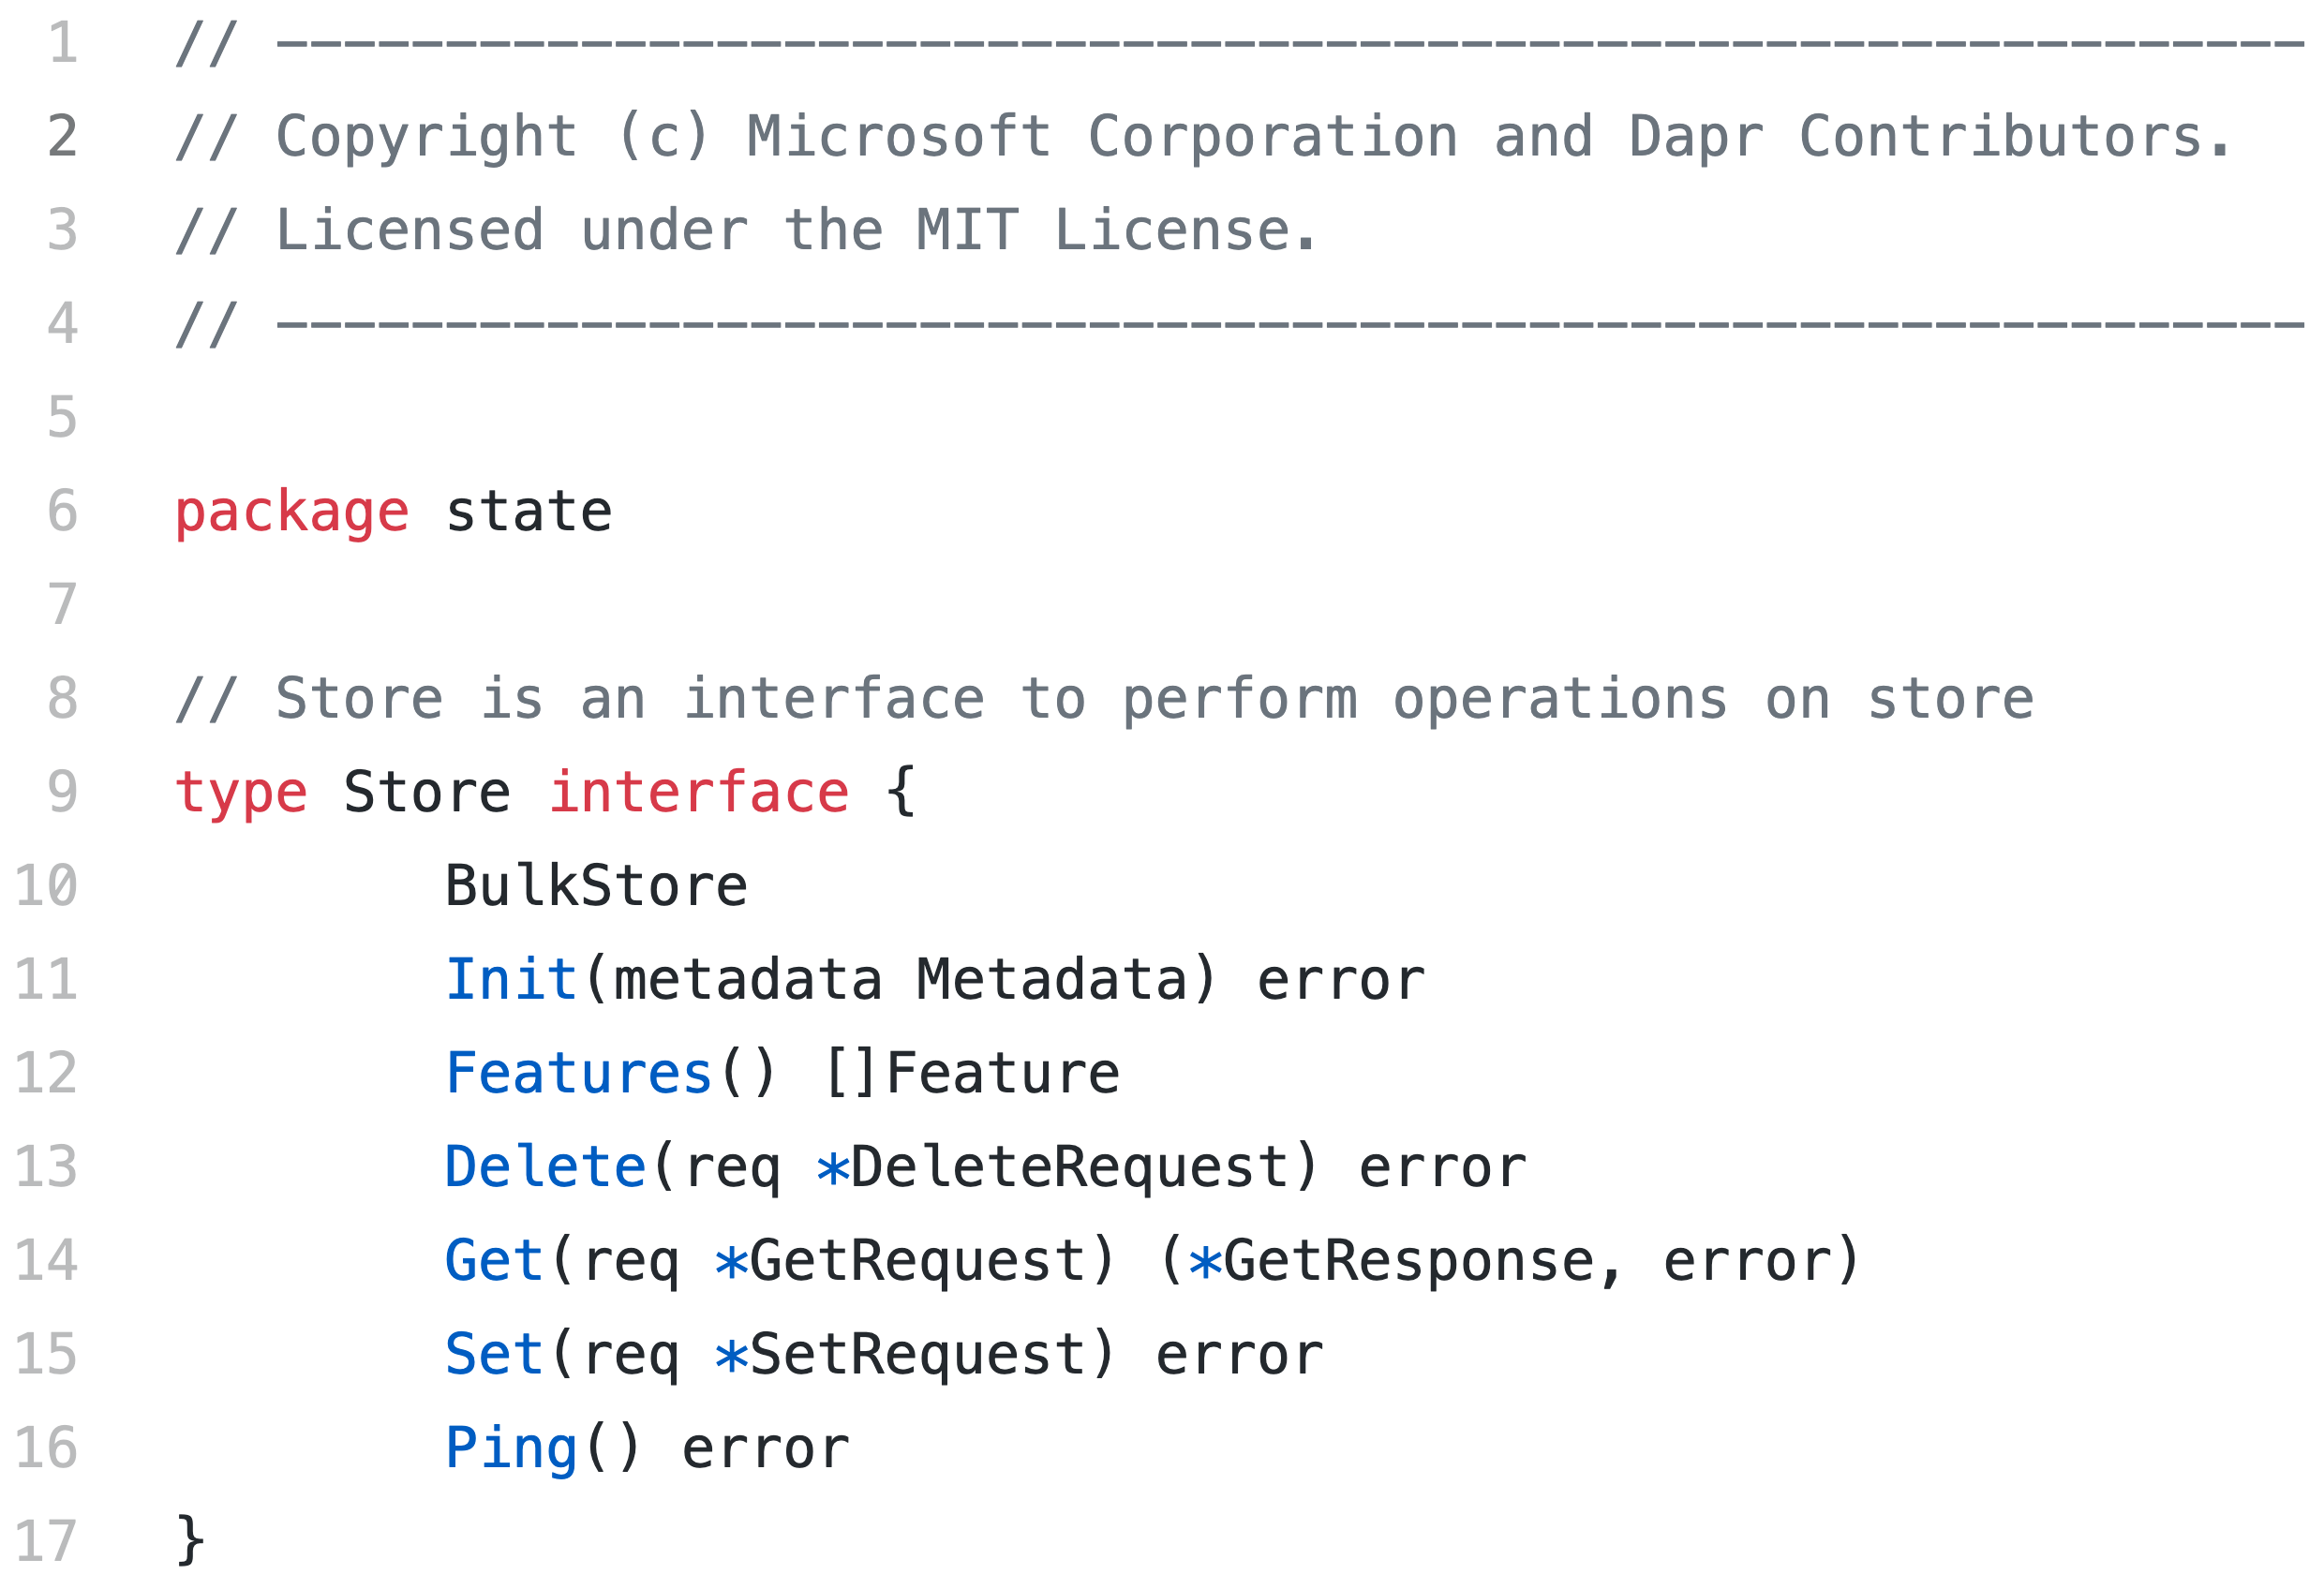 1 // ------------------------------------------------------------
2 // Copyright (c) Microsoft Corporation and Dapr Contributors.
3 // Licensed under the MIT License.
4 // ------------------------------------------------------------
5
6 package state
7
8 // Store is an interface to perform operations on store
9 type Store interface {
10 BulkStore
11 Init(metadata Metadata) error
12 Features() []Feature
13 Delete(req *DeleteRequest) error
14 Get(req *GetRequest) (*GetResponse, error)
15 Set(req *SetRequest) error
16 Ping() error
17 }